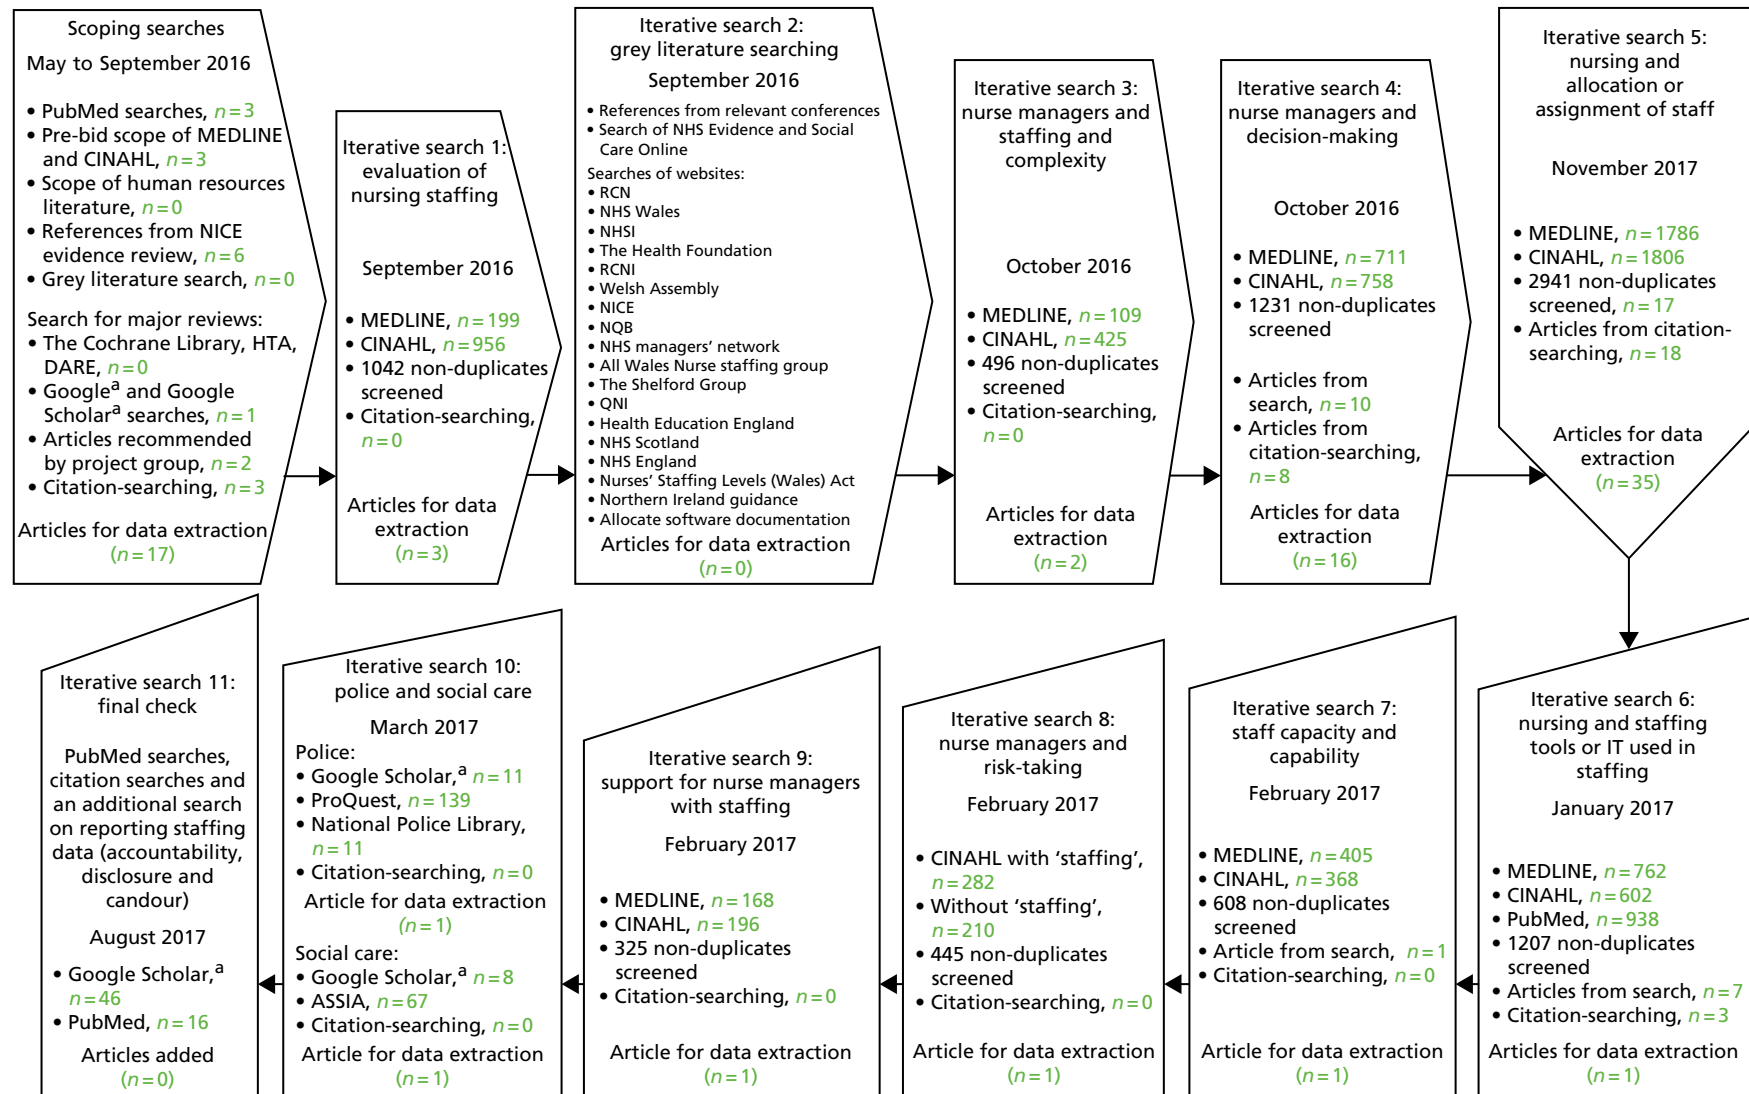 Scoping searches
May to September 2016
• PubMed searches, n=3
• Pre-bid scope of MEDLINE
and CINAHL, n=3
• Scope of human resources
literature, n=0
• References from NICE
evidence review, n=6
• Grey literature search, n=0
Search for major reviews:
• The Cochrane Library, HTA,
DARE, n=0
• Googleᵃ and Google
Scholarᵃ searches, n=1
• Articles recommended
by project group, n=2
• Citation-searching, n=3
Articles for data extraction
(n=17)
Iterative search 1:
evaluation of
nursing staffing
September 2016
• MEDLINE, n=199
• CINAHL, n=956
• 1042 non-duplicates
screened
• Citation-searching,
n=0
Articles for data
extraction
(n=3)
Iterative search 2:
grey literature searching
September 2016
• References from relevant conferences
• Search of NHS Evidence and Social
Care Online
Searches of websites:
• RCN
• NHS Wales
• NHSI
• The Health Foundation
• RCNI
• Welsh Assembly
• NICE
• NQB
• NHS managers’ network
• All Wales Nurse staffing group
• The Shelford Group
• QNI
• Health Education England
• NHS Scotland
• NHS England
• Nurses’ Staffing Levels (Wales) Act
• Northern Ireland guidance
• Allocate software documentation
Articles for data extraction
(n=0)
Iterative search 3:
nurse managers and
staffing and
complexity
October 2016
• MEDLINE, n=109
• CINAHL, n=425
• 496 non-duplicates
screened
• Citation-searching,
n=0
Articles for data
extraction
(n=2)
Iterative search 4:
nurse managers and
decision-making
October 2016
• MEDLINE, n=711
• CINAHL, n=758
• 1231 non-duplicates
screened
• Articles from
search, n=10
• Articles from
citation-searching,
n=8
Articles for data
extraction
(n=16)
Iterative search 5:
nursing and
allocation or
assignment of staff
November 2017
• MEDLINE, n=1786
• CINAHL, n=1806
• 2941 non-duplicates
screened, n=17
• Articles from citation-
searching, n=18
Articles for data
extraction
(n=35)
Iterative search 11:
final check
PubMed searches,
citation searches and
an additional search
on reporting staffing
data (accountability,
disclosure and
candour)
August 2017
• Google Scholar,ᵃ
n=46
• PubMed, n=16
Articles added
(n=0)
Iterative search 10:
police and social care
March 2017
Police:
• Google Scholar,ᵃ n=11
• ProQuest, n=139
• National Police Library,
n=11
• Citation-searching, n=0
Article for data extraction
(n=1)
Social care:
• Google Scholar,ᵃ n=8
• ASSIA, n=67
• Citation-searching, n=0
Article for data extraction
(n=1)
Iterative search 9:
support for nurse managers
with staffing
February 2017
• MEDLINE, n=168
• CINAHL, n=196
• 325 non-duplicates
screened
• Citation-searching, n=0
Article for data extraction
(n=1)
Iterative search 8:
nurse managers and
risk-taking
February 2017
• CINAHL with ‘staffing’,
n=282
• Without ‘staffing’,
n=210
• 445 non-duplicates
screened
• Citation-searching, n=0
Article for data extraction
(n=1)
Iterative search 7:
staff capacity and
capability
February 2017
• MEDLINE, n=405
• CINAHL, n=368
• 608 non-duplicates
screened
• Article from search, n=1
• Citation-searching, n=0
Article for data extraction
(n=1)
Iterative search 6:
nursing and staffing
tools or IT used in
staffing
January 2017
• MEDLINE, n=762
• CINAHL, n=602
• PubMed, n=938
• 1207 non-duplicates
screened
• Articles from search, n=7
• Citation-searching, n=3
Articles for data extraction
(n=1)